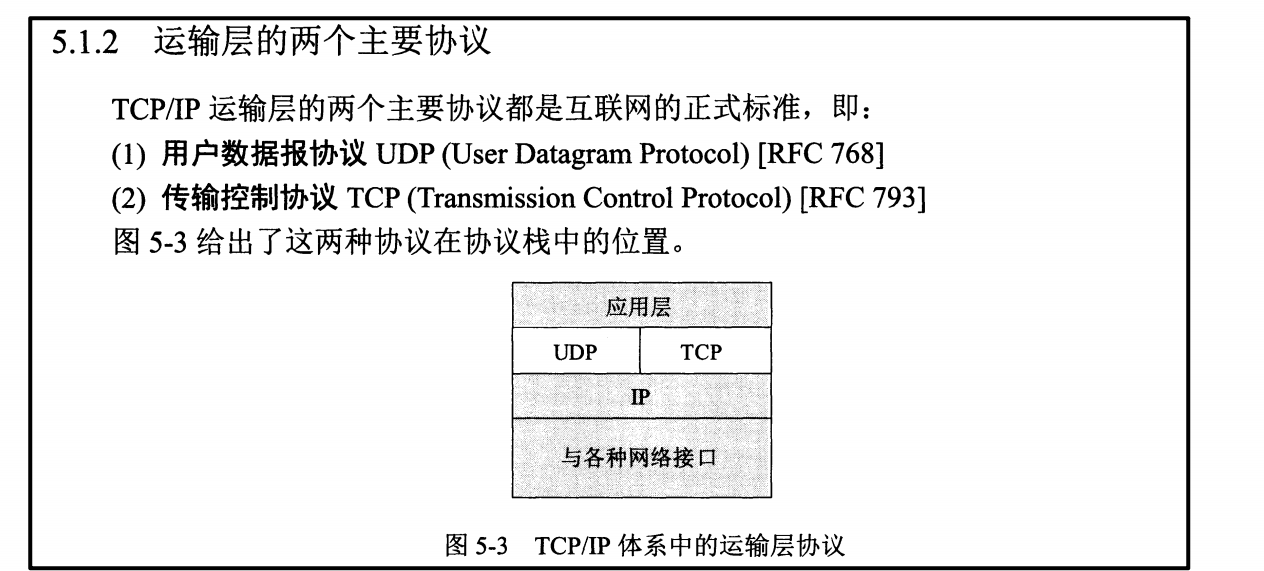 5.1.2 运输层的两个主要协议
TCP/IP 运输层的两个主要协议都是互联网的正式标准，即：
(1) 用户数据报协议 UDP (User Datagram Protocol) [RFC 768]
(2) 传输控制协议 TCP (Transmission Control Protocol) [RFC 793]
图 5-3 给出了这两种协议在协议栈中的位置。
应用层
UDP TCP
IP
与各种网络接口
图 5-3 TCP/IP 体系中的运输层协议